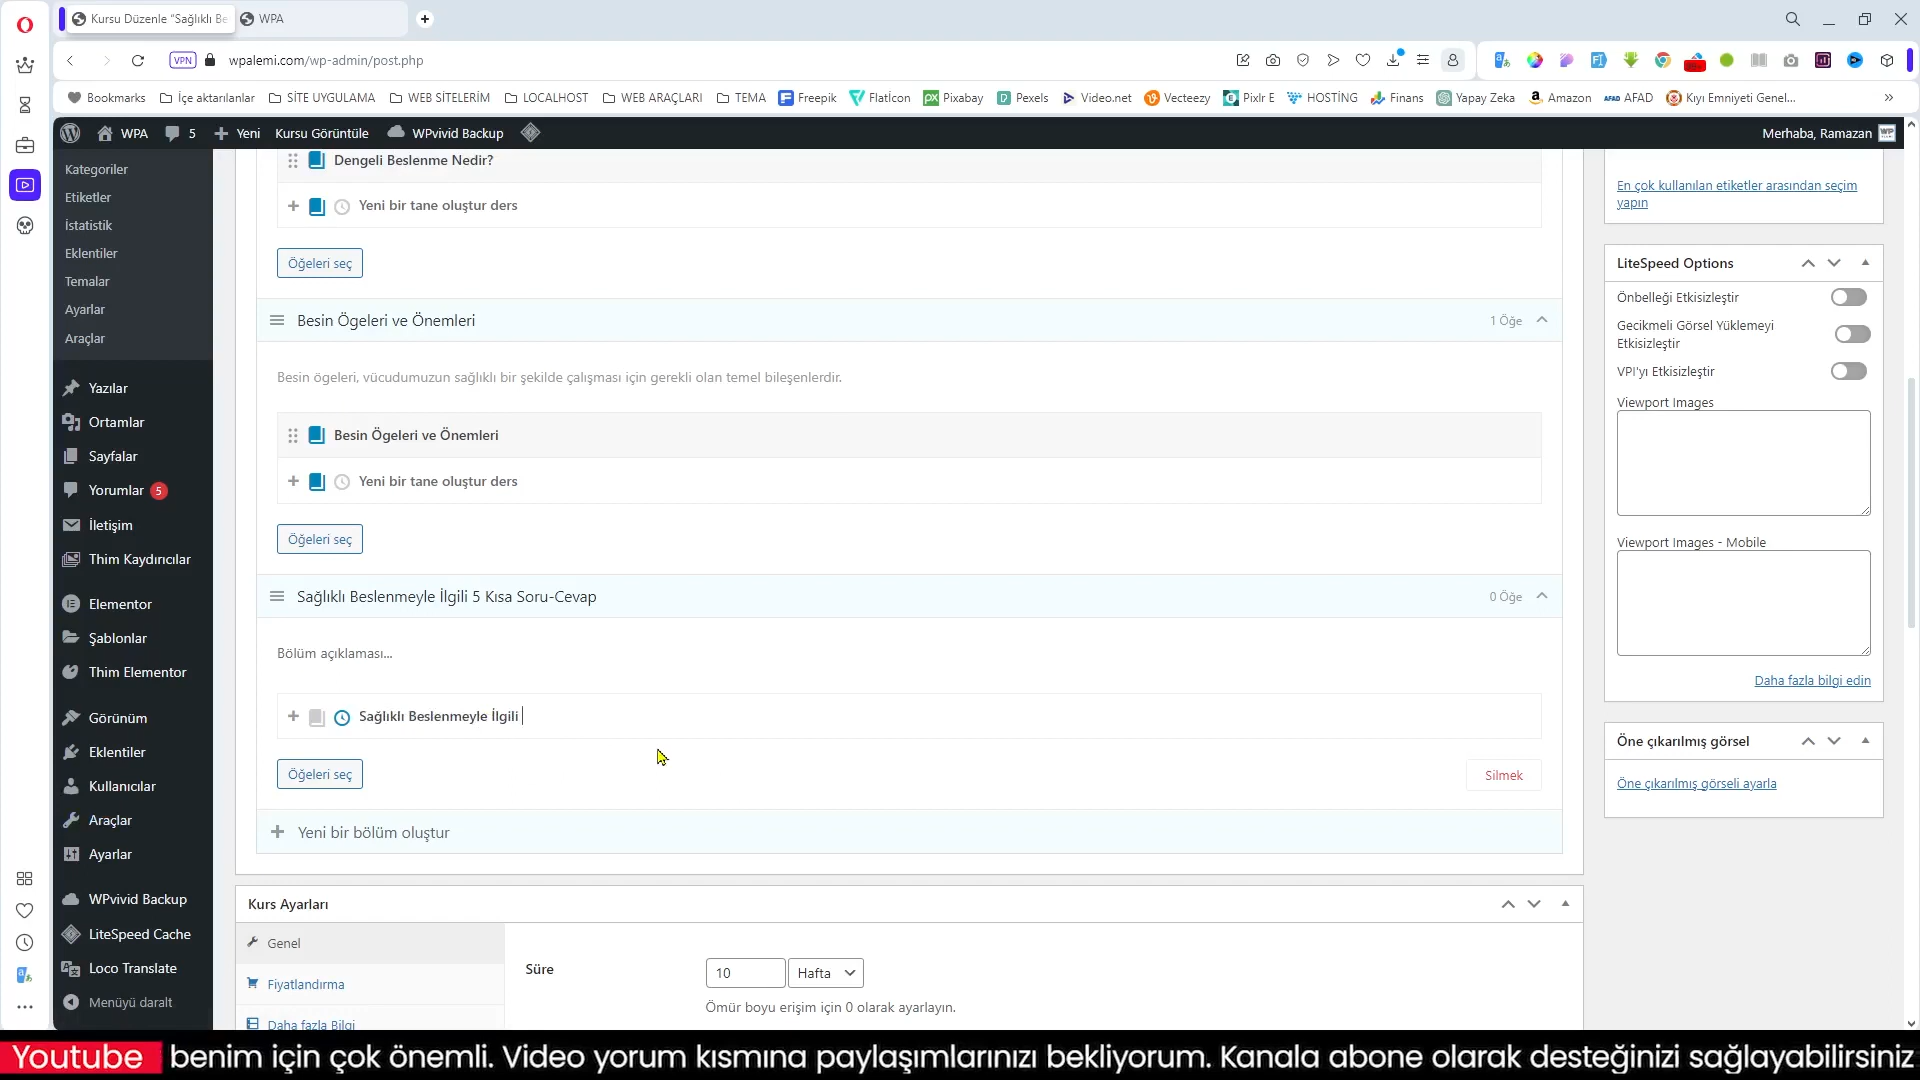 Kursu Düzenle "Sağlıklı Be
WPA
VPN
wpalemi.com/wp-admin/post.php
Bookmarks
İçe aktarılanlar
SİTE UYGULAMA
WEB SİTELERİM
LOCALHOST
WEB ARAÇLARI
TEMA
Freepik
Flatİcon
Pixabay
Pexels
Video.net
Vecteezy
Pixlr E
HOSTİNG
Finans
Yapay Zeka
Amazon
AFAD
Kıyı Emniyeti Genel...
WPA
5
Yeni
Kursu Görüntüle
WPvivid Backup
Merhaba, Ramazan
Kategoriler
Etiketler
İstatistik
Eklentiler
Temalar
Ayarlar
Araçlar
Yazılar
Ortamlar
Sayfalar
Yorumlar 5
İletişim
Thim Kaydırıcılar
Elementor
Şablonlar
Thim Elementor
Görünüm
Eklentiler
Kullanıcılar
Araçlar
Ayarlar
WPvivid Backup
LiteSpeed Cache
Loco Translate
Menüyü daralt
Dengeli Beslenme Nedir?
Yeni bir tane oluştur ders
Öğeleri seç
Besin Ögeleri ve Önemleri
1 Öğe
Besin ögeleri, vücudumuzun sağlıklı bir şekilde çalışması için gerekli olan temel bileşenlerdir.
Besin Ögeleri ve Önemleri
Yeni bir tane oluştur ders
Öğeleri seç
Sağlıklı Beslenmeyle İlgili 5 Kısa Soru-Cevap
0 Öğe
Bölüm açıklaması...
Sağlıklı Beslenmeyle İlgili
Öğeleri seç
Silmek
Yeni bir bölüm oluştur
Kurs Ayarları
Genel
Fiyatlandırma
Daha fazla Bilgi
Süre
10
Hafta
Ömür boyu erişim için 0 olarak ayarlayın.
En çok kullanılan etiketler arasından seçim
yapın
LiteSpeed Options
Önbelleği Etkisizleştir
Gecikmeli Görsel Yüklemeyi
Etkisizleştir
VPI'yı Etkisizleştir
Viewport Images
Viewport Images - Mobile
Daha fazla bilgi edin
Öne çıkarılmış görsel
Öne çıkarılmış görseli ayarla
Youtube benim için çok önemli. Video yorum kısmına paylaşımlarınızı bekliyorum. Kanala abone olarak desteğinizi sağlayabilirsiniz